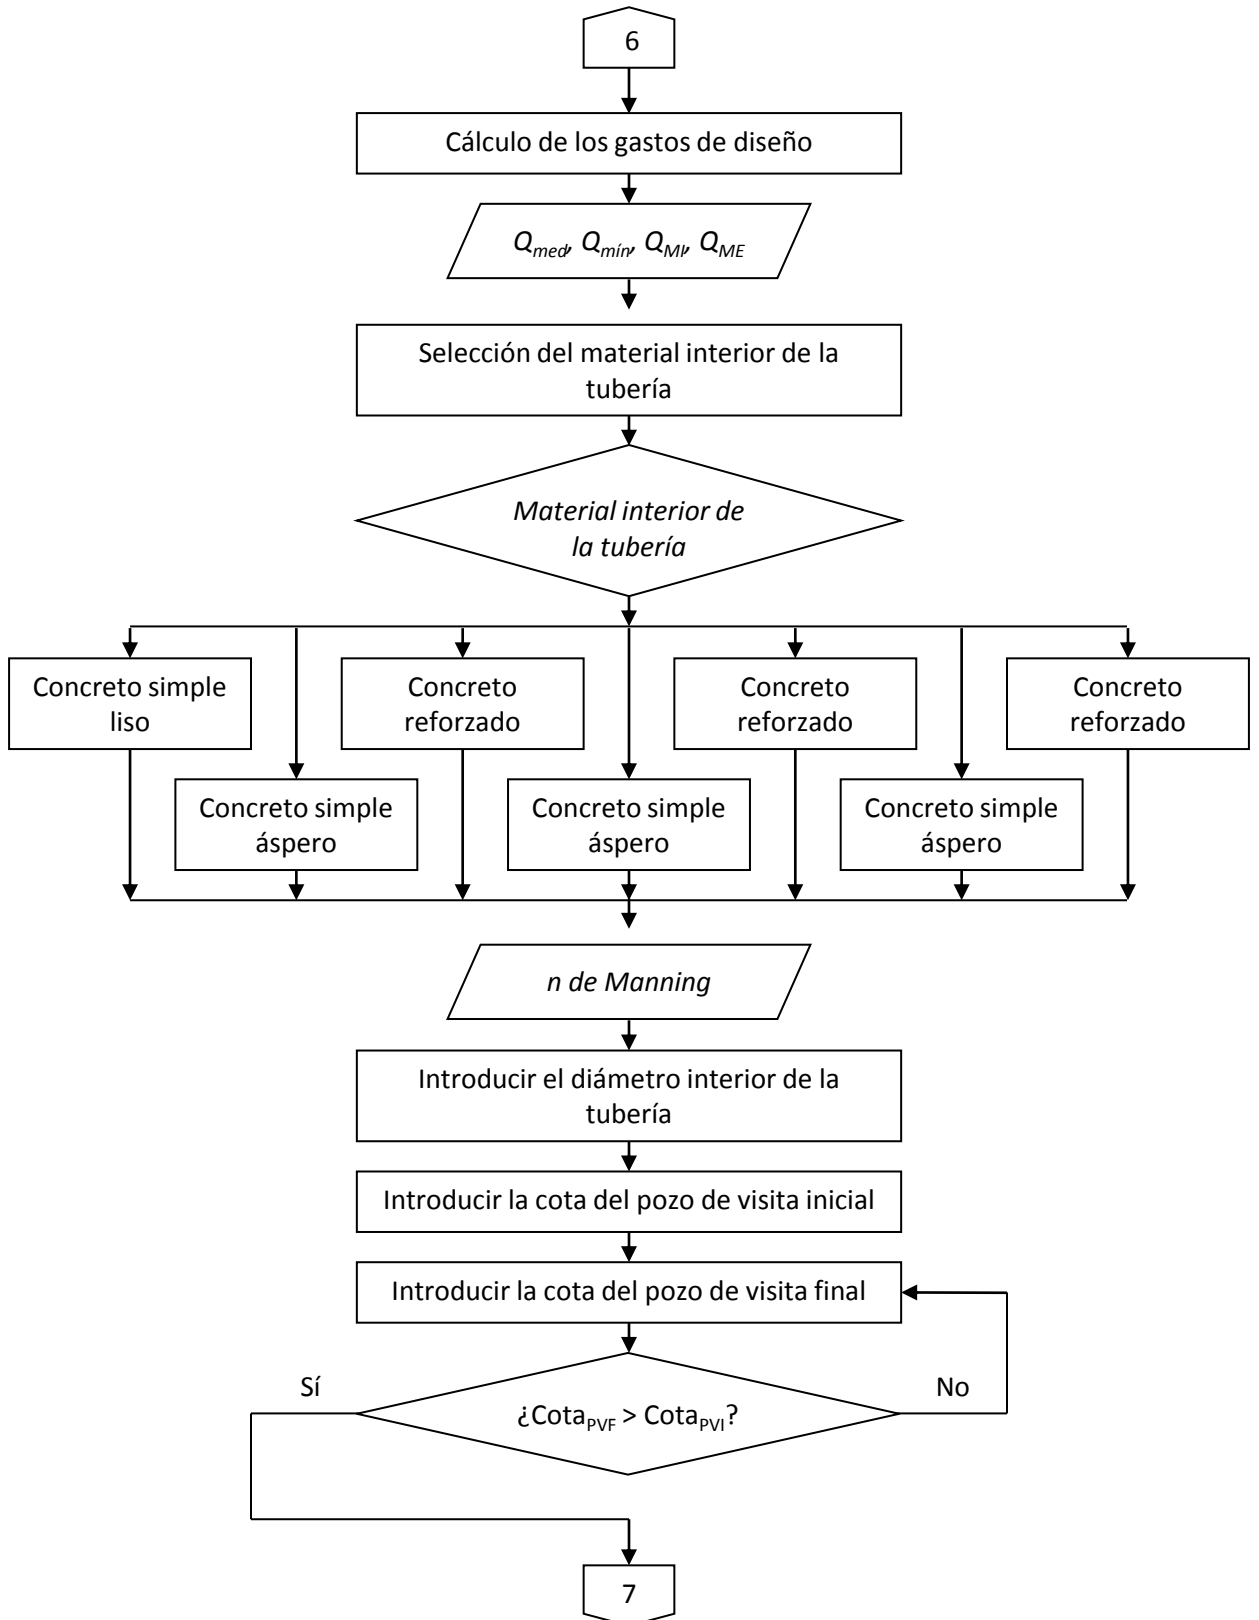 6
Cálculo de los gastos de diseño
Qmed, Qmín, QMI, QME
Selección del material interior de la
tubería
Material interior de
la tubería
Concreto simple
liso
Concreto
reforzado
Concreto
reforzado
Concreto
reforzado
Concreto simple
áspero
Concreto simple
áspero
Concreto simple
áspero
n de Manning
Introducir el diámetro interior de la
tubería
Introducir la cota del pozo de visita inicial
Introducir la cota del pozo de visita final
Sí
No
¿CotaPVF > CotaPVI?
7